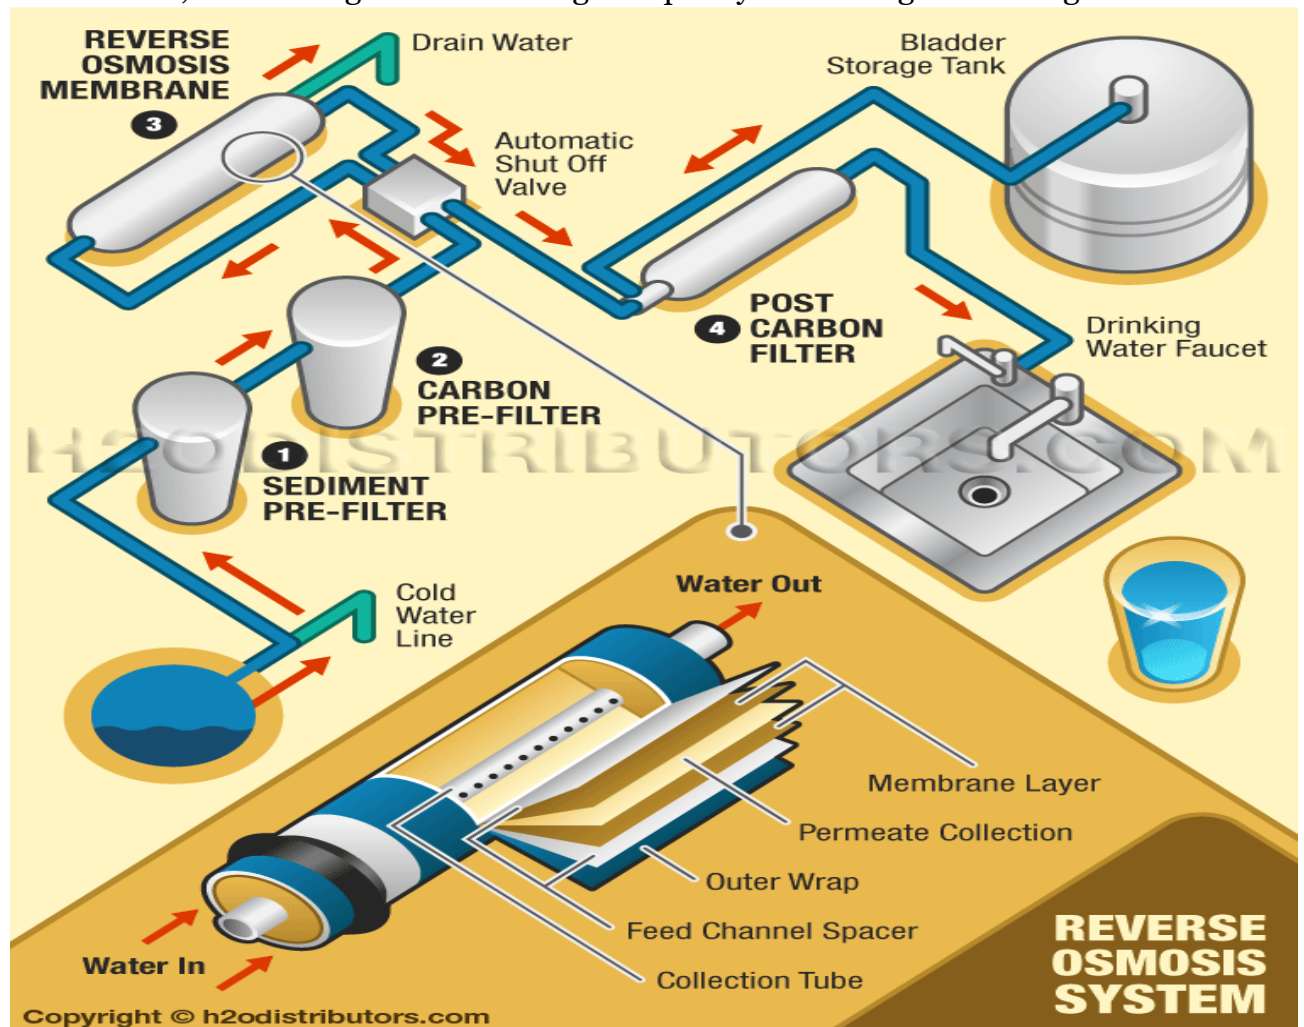 REVERSE
OSMOSIS
MEMBRANE
3
Drain Water
Automatic
Shut Off
Valve
Bladder
Storage Tank
4
POST
CARBON
FILTER
Drinking
Water Faucet
2
CARBON
PRE-FILTER
H2ODISTRIBUTORS.COM
1
SEDIMENT
PRE-FILTER
Cold
Water
Line
Water Out
Membrane Layer
Permeate Collection
Outer Wrap
Feed Channel Spacer
Collection Tube
Water In
REVERSE
OSMOSIS
SYSTEM
Copyright © h2odistributors.com